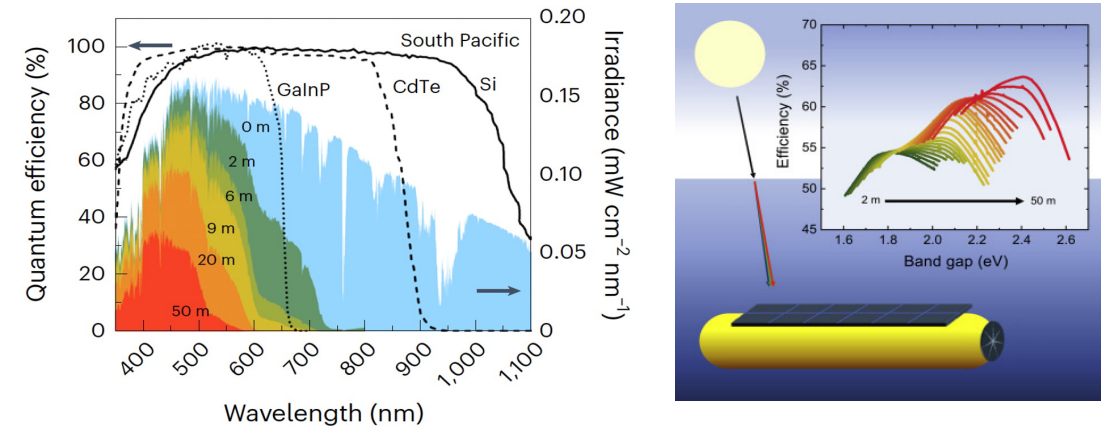 Quantum efficiency (%)
100
80
60
40
20
0
South Pacific
GaInP
CdTe
Si
0 m
2 m
6 m
9 m
20 m
50 m
0.20
0.15
0.10
0.05
0
Irradiance (mW cm⁻² nm⁻¹)
400 500 600 700 800 900 1,000 1,100
Wavelength (nm)
Efficiency (%)
70
65
60
55
50
45
2 m 50 m
1.6 1.8 2.0 2.2 2.4 2.6
Band gap (eV)